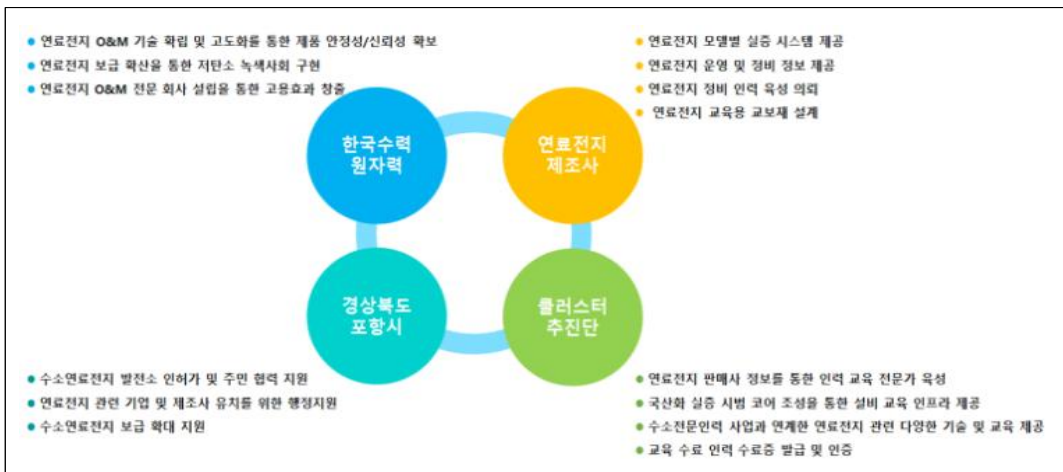 연료전지 O&M 기술 확립 및 고도화를 통한 제품 안정성/신뢰성 확보
연료전지 보급 확산을 통한 저탄소 녹색사회 구현
연료전지 O&M 전문 회사 설립을 통한 고용효과 창출
연료전지 모델별 실증 시스템 제공
연료전지 운영 및 정비 정보 제공
연료전지 정비 인력 육성 의뢰
연료전지 교육용 교보재 설계
한국수력
원자력
연료전지
제조사
경상북도
포항시
클러스터
추진단
수소연료전지 발전소 인허가 및 주민 협력 지원
연료전지 관련 기업 및 제조사 유치를 위한 행정지원
수소연료전지 보급 확대 지원
연료전지 판매사 정보를 통한 인력 교육 전문가 육성
국산화 실증 시범 코어 조성을 통한 설비 교육 인프라 제공
수소전문인력 사업과 연계한 연료전지 관련 다양한 기술 및 교육 제공
교육 수료 인력 수료증 발급 및 인증